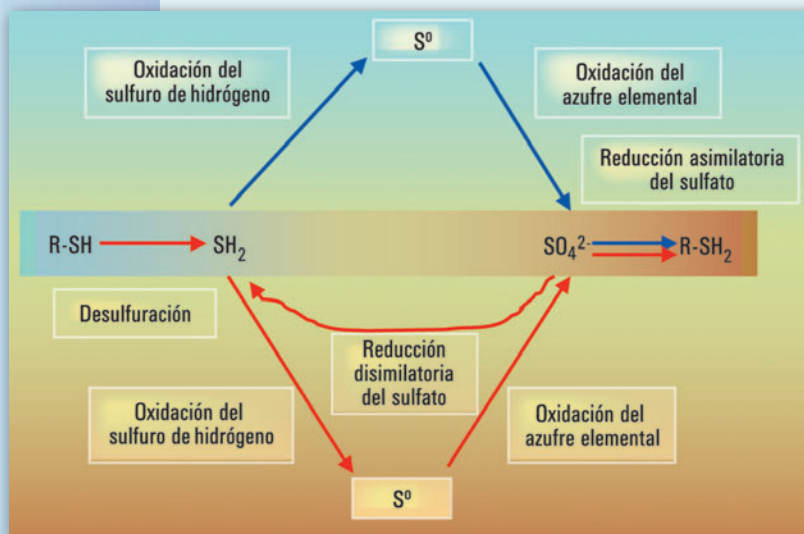 S⁰
Oxidación del
sulfuro de hidrógeno
Oxidación del
azufre elemental
Reducción asimilatoria
del sulfato
R-SH
SH₂
SO₄²⁻
R-SH₂
Desulfuración
Reducción
disimilatoria
del sulfato
Oxidación del
sulfuro de hidrógeno
Oxidación del
azufre elemental
S⁰